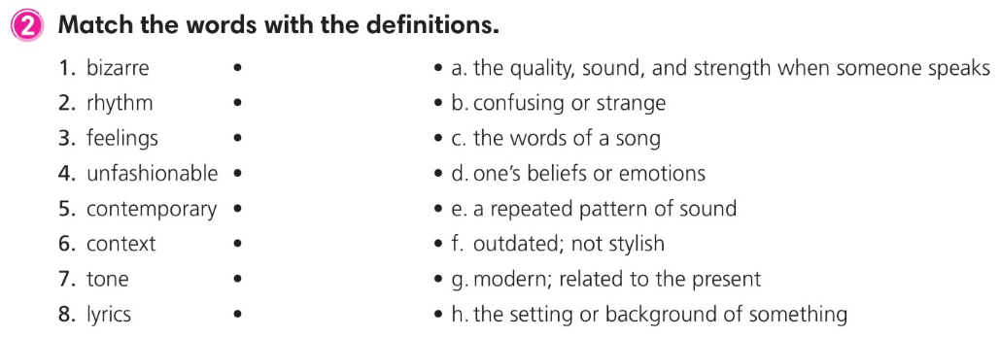 2 Match the words with the definitions.
1. bizarre • • a. the quality, sound, and strength when someone speaks
2. rhythm • • b. confusing or strange
3. feelings • • c. the words of a song
4. unfashionable • • d. one's beliefs or emotions
5. contemporary • • e. a repeated pattern of sound
6. context • • f. outdated; not stylish
7. tone • • g. modern; related to the present
8. lyrics • • h. the setting or background of something